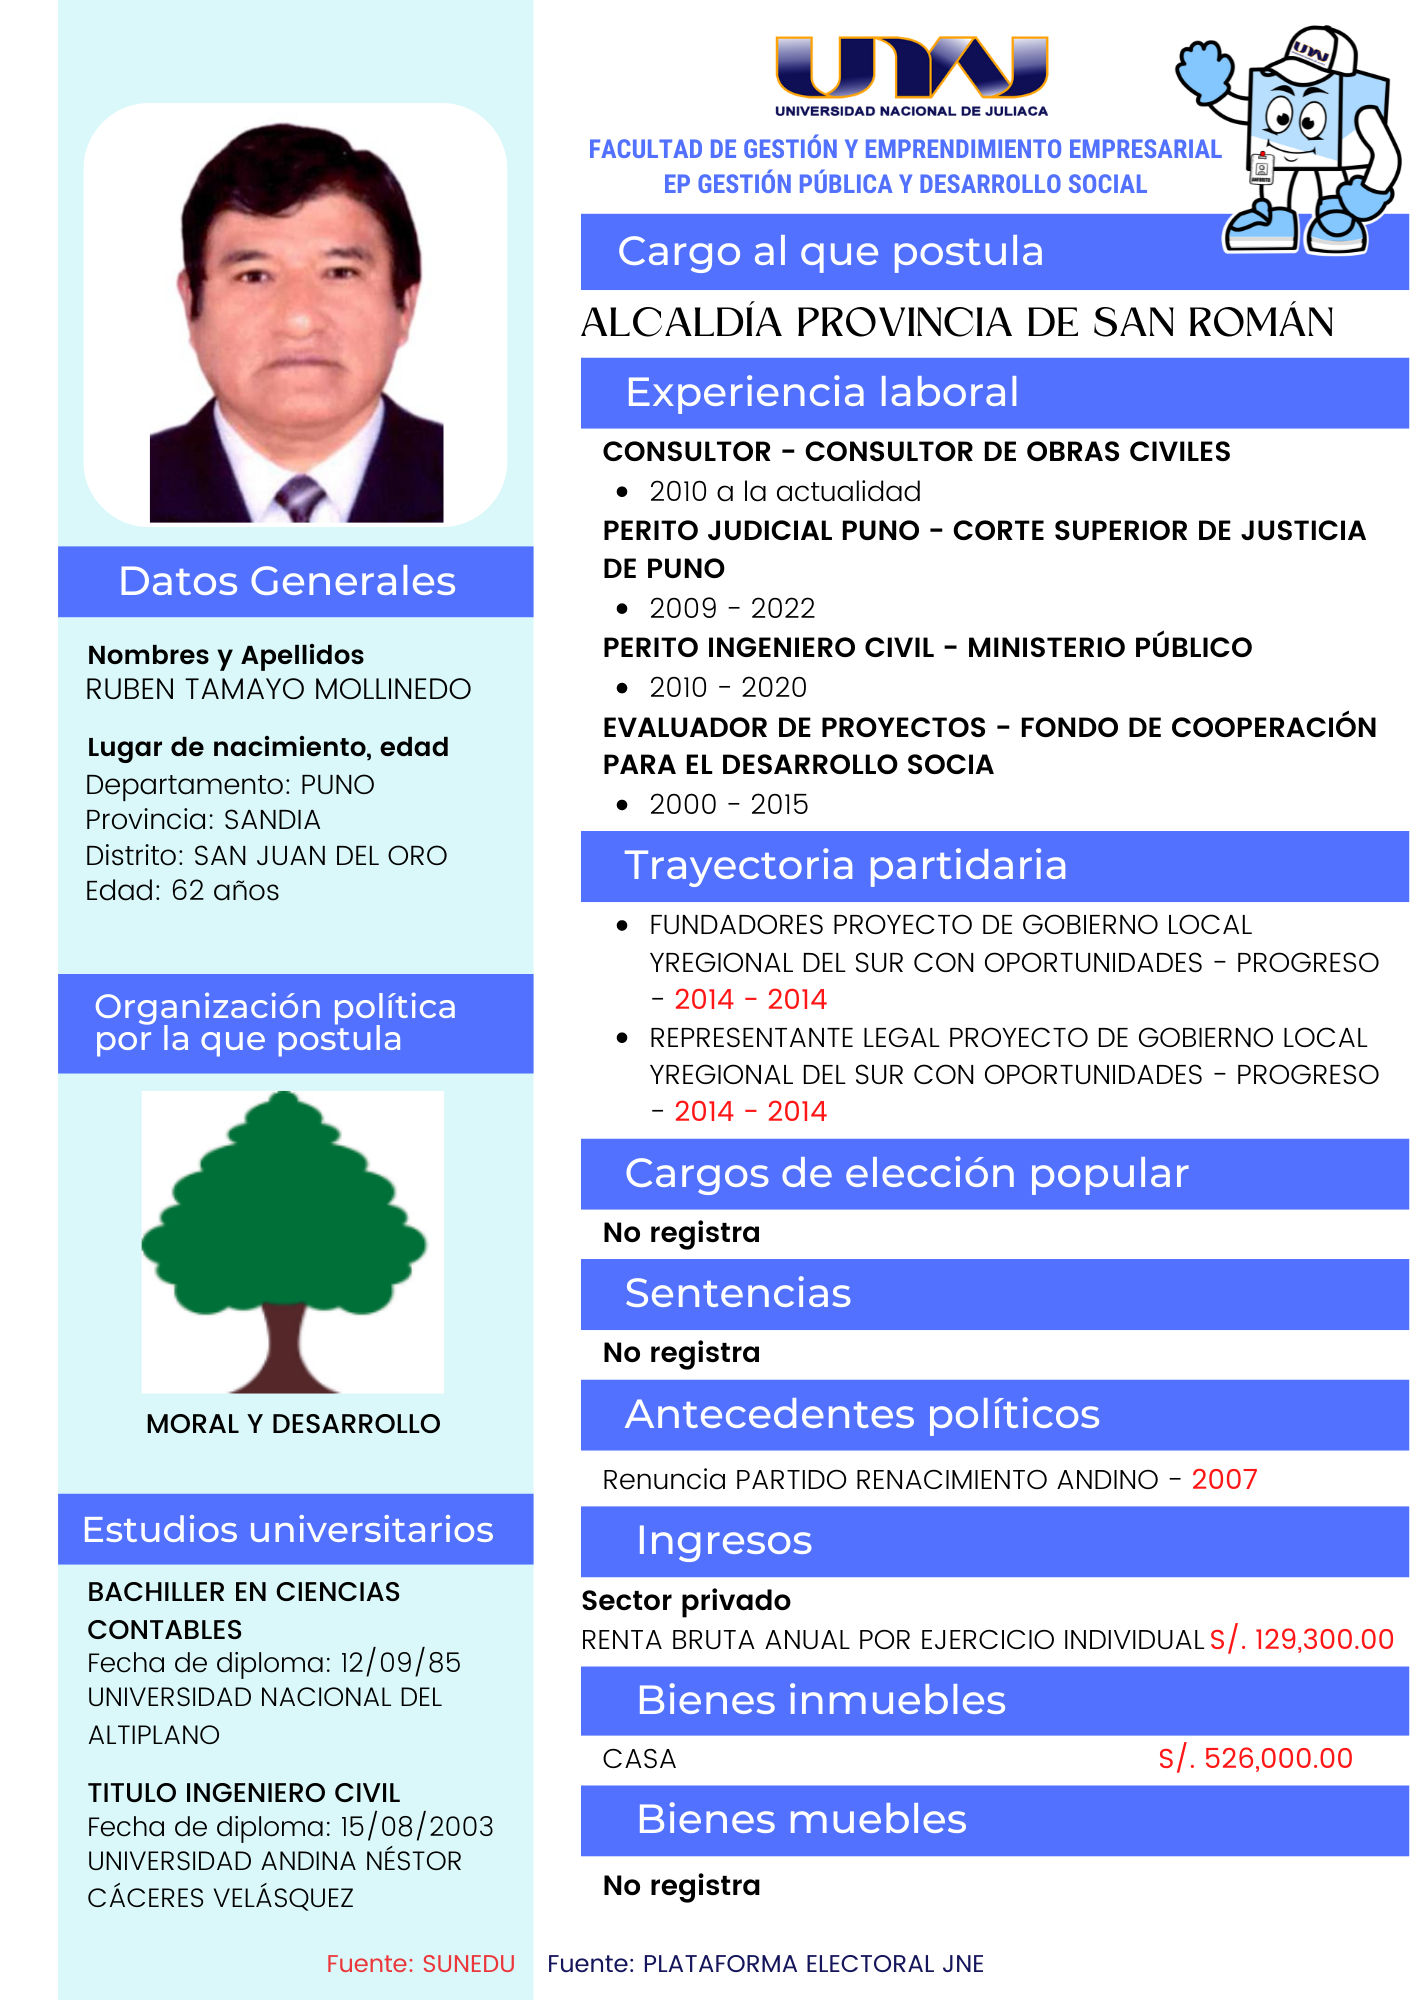 UNAJ
UNIVERSIDAD NACIONAL DE JULIACA
FACULTAD DE GESTIÓN Y EMPRENDIMIENTO EMPRESARIAL
EP GESTIÓN PÚBLICA Y DESARROLLO SOCIAL
UNAJ
ANFORITO
Datos Generales
Nombres y Apellidos
RUBEN TAMAYO MOLLINEDO
Lugar de nacimiento, edad
Departamento: PUNO
Provincia: SANDIA
Distrito: SAN JUAN DEL ORO
Edad: 62 años
Organización política
por la que postula
MORAL Y DESARROLLO
Estudios universitarios
BACHILLER EN CIENCIAS
CONTABLES
Fecha de diploma: 12/09/85
UNIVERSIDAD NACIONAL DEL
ALTIPLANO
TITULO INGENIERO CIVIL
Fecha de diploma: 15/08/2003
UNIVERSIDAD ANDINA NÉSTOR
CÁCERES VELÁSQUEZ
Fuente: SUNEDU
Cargo al que postula
ALCALDÍA PROVINCIA DE SAN ROMÁN
Experiencia laboral
CONSULTOR - CONSULTOR DE OBRAS CIVILES
• 2010 a la actualidad
PERITO JUDICIAL PUNO - CORTE SUPERIOR DE JUSTICIA
DE PUNO
• 2009 - 2022
PERITO INGENIERO CIVIL - MINISTERIO PÚBLICO
• 2010 - 2020
EVALUADOR DE PROYECTOS - FONDO DE COOPERACIÓN
PARA EL DESARROLLO SOCIA
• 2000 - 2015
Trayectoria partidaria
• FUNDADORES PROYECTO DE GOBIERNO LOCAL
YREGIONAL DEL SUR CON OPORTUNIDADES - PROGRESO
- 2014 - 2014
• REPRESENTANTE LEGAL PROYECTO DE GOBIERNO LOCAL
YREGIONAL DEL SUR CON OPORTUNIDADES - PROGRESO
- 2014 - 2014
Cargos de elección popular
No registra
Sentencias
No registra
Antecedentes políticos
Renuncia PARTIDO RENACIMIENTO ANDINO - 2007
Ingresos
Sector privado
RENTA BRUTA ANUAL POR EJERCICIO INDIVIDUAL S/. 129,300.00
Bienes inmuebles
CASA S/. 526,000.00
Bienes muebles
No registra
Fuente: PLATAFORMA ELECTORAL JNE